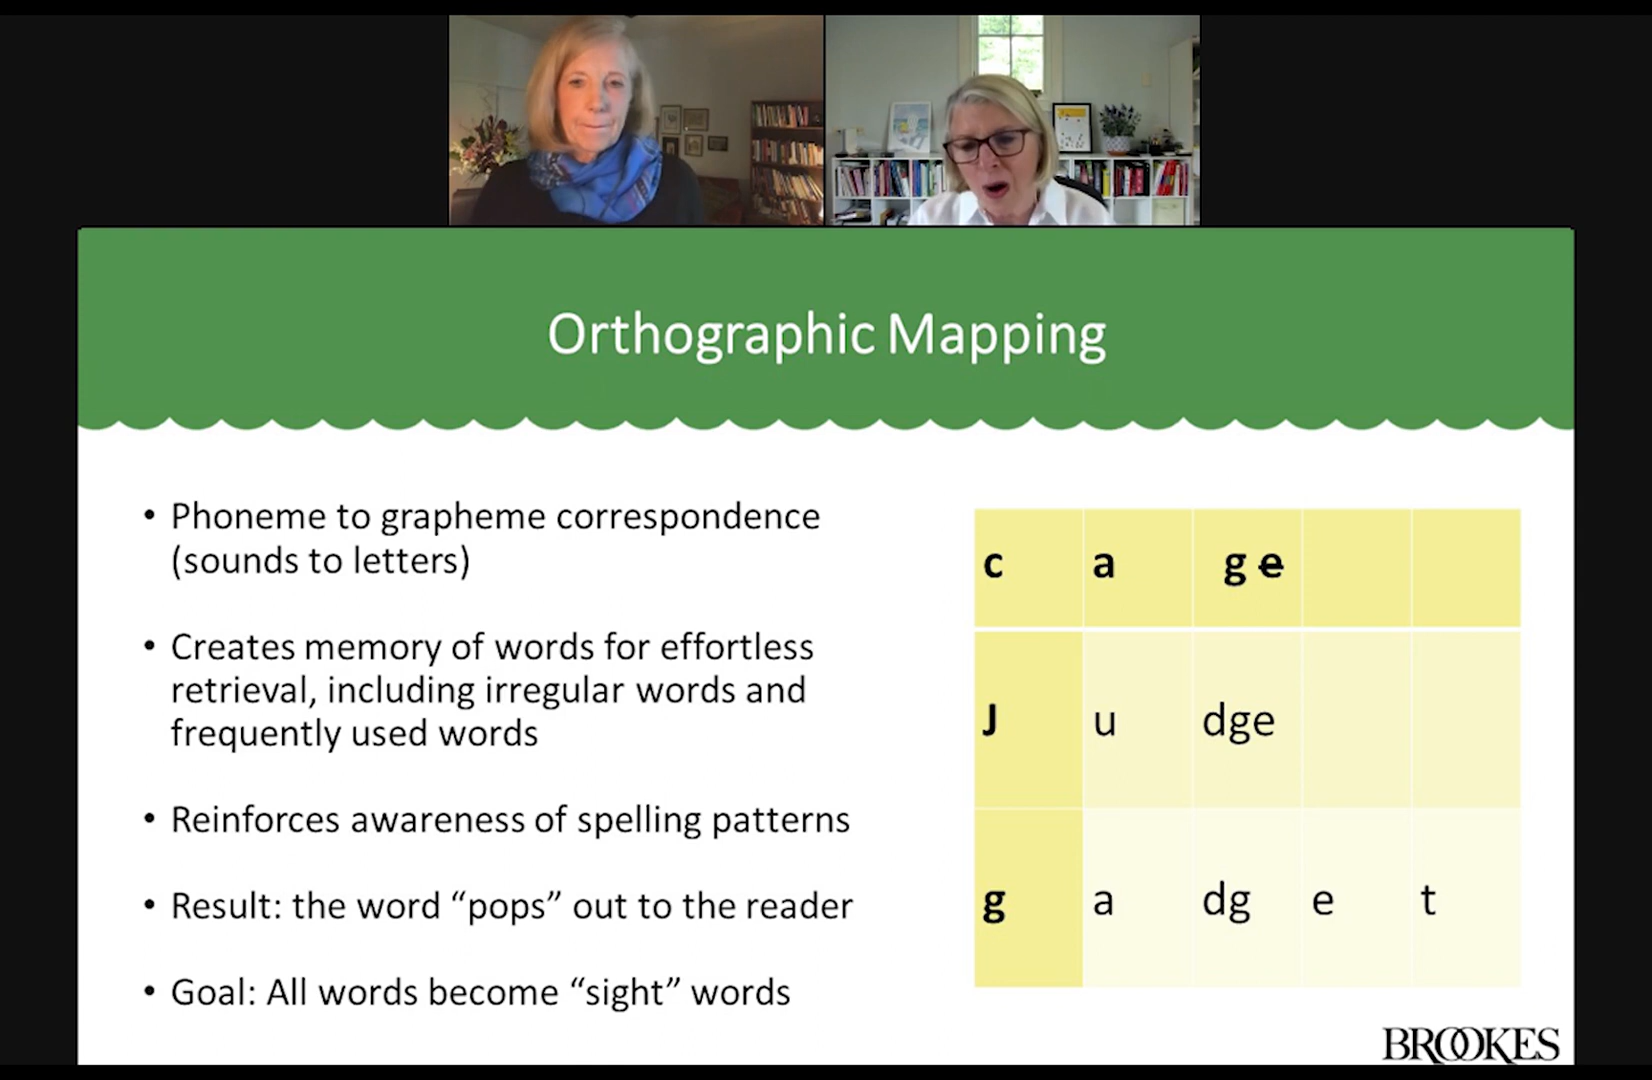 Orthographic Mapping
• Phoneme to grapheme correspondence
(sounds to letters)
• Creates memory of words for effortless
retrieval, including irregular words and
frequently used words
• Reinforces awareness of spelling patterns
• Result: the word “pops” out to the reader
• Goal: All words become “sight” words
c a g e
J u dge
g a dg e t
BROOKES